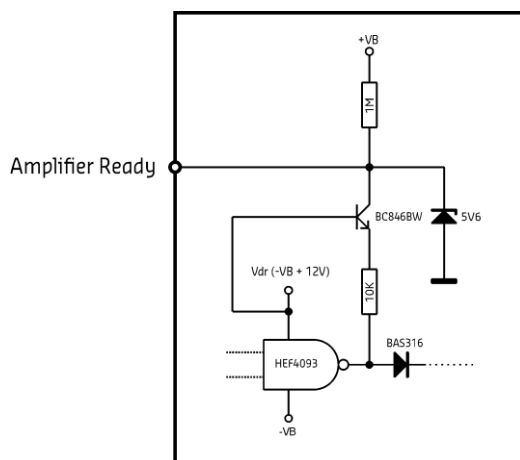 +VB
1M
Amplifier Ready
BC846BW
5V6
Vdr (-VB + 12V)
10K
BAS316
HEF4093
-VB